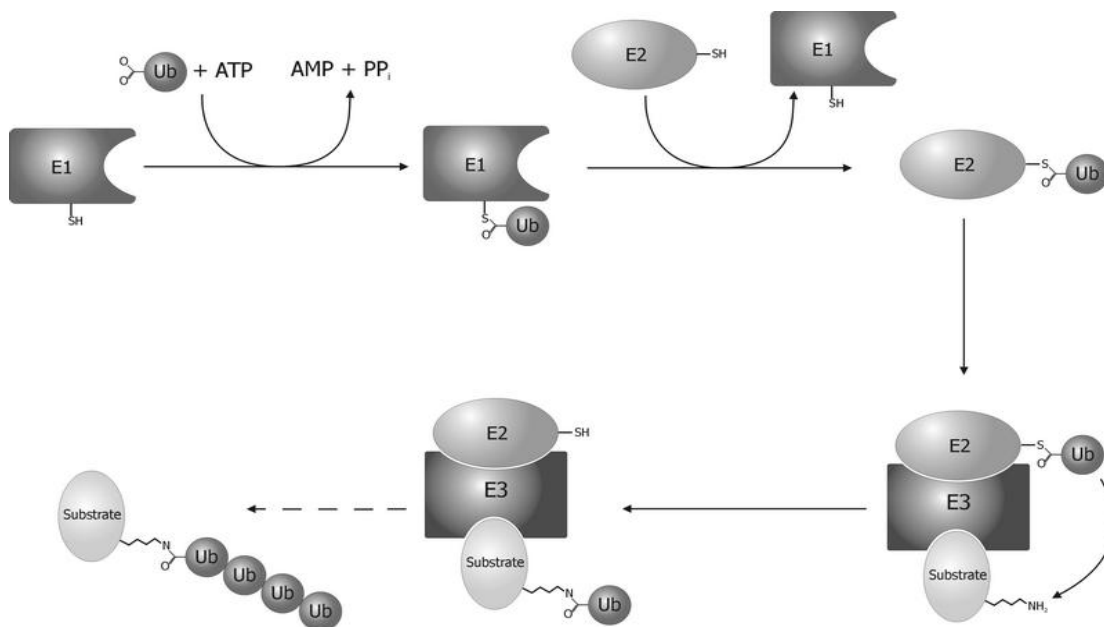 O
O
Ub + ATP
AMP + PPi
E2
SH
E1
SH
E1
SH
E1
S
O
Ub
E2
S
O
Ub
E2
S
O
Ub
E3
Substrate
NH2
E2
SH
E3
Substrate
N
O
Ub
Substrate
N
O
Ub
Ub
Ub
Ub